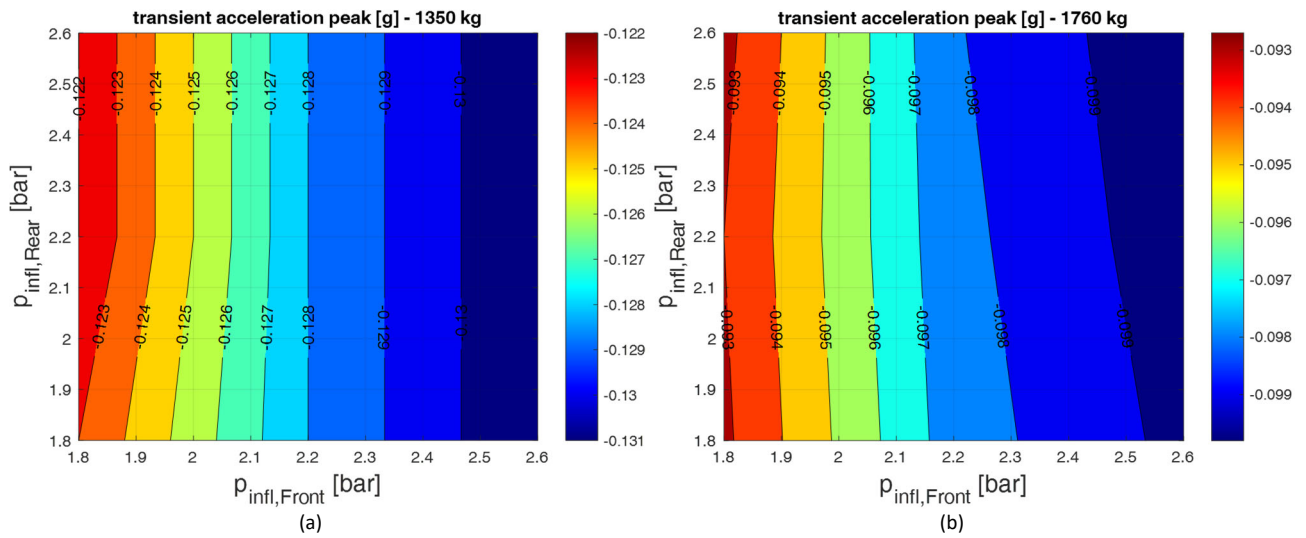 transient acceleration peak [g] - 1350 kg
2.6
2.5
2.4
2.3
2.2
2.1
2
1.9
1.8
p_infl,Rear [bar]
-0.122 -0.123 -0.124 -0.125 -0.126 -0.127 -0.128 -0.129 -0.13
-0.123 -0.124 -0.125 -0.126 -0.127 -0.128 -0.129 -0.13
1.8 1.9 2 2.1 2.2 2.3 2.4 2.5 2.6
p_infl,Front [bar]
-0.122
-0.123
-0.124
-0.125
-0.126
-0.127
-0.128
-0.129
-0.13
-0.131
(a)
transient acceleration peak [g] - 1760 kg
2.6
2.5
2.4
2.3
2.2
2.1
2
1.9
1.8
p_infl,Rear [bar]
-0.093 -0.094 -0.095 -0.096 -0.097 -0.098 -0.099
-0.093 -0.094 -0.095 -0.096 -0.097 -0.098 -0.099
1.8 1.9 2 2.1 2.2 2.3 2.4 2.5 2.6
p_infl,Front [bar]
-0.093
-0.094
-0.095
-0.096
-0.097
-0.098
-0.099
(b)